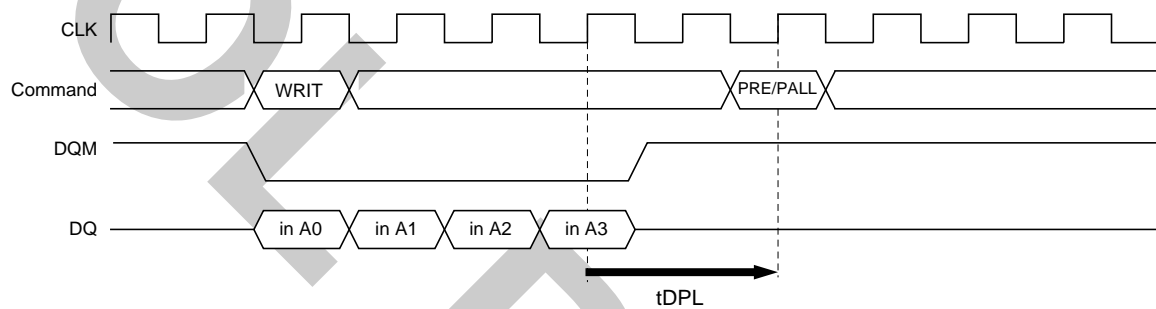 CLK
Command WRIT PRE/PALL
DQM
DQ in A0 in A1 in A2 in A3
tDPL